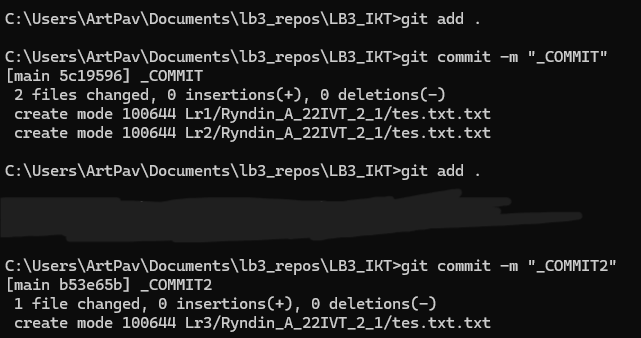 C:\Users\ArtPav\Documents\lb3_repos\LB3_IKT>git add .
C:\Users\ArtPav\Documents\lb3_repos\LB3_IKT>git commit -m "_COMMIT"
[main 5c19596] _COMMIT
 2 files changed, 0 insertions(+), 0 deletions(-)
 create mode 100644 Lr1/Ryndin_A_22IVT_2_1/tes.txt.txt
 create mode 100644 Lr2/Ryndin_A_22IVT_2_1/tes.txt.txt
C:\Users\ArtPav\Documents\lb3_repos\LB3_IKT>git add .
C:\Users\ArtPav\Documents\lb3_repos\LB3_IKT>git commit -m "_COMMIT2"
[main b53e65b] _COMMIT2
 1 file changed, 0 insertions(+), 0 deletions(-)
 create mode 100644 Lr3/Ryndin_A_22IVT_2_1/tes.txt.txt